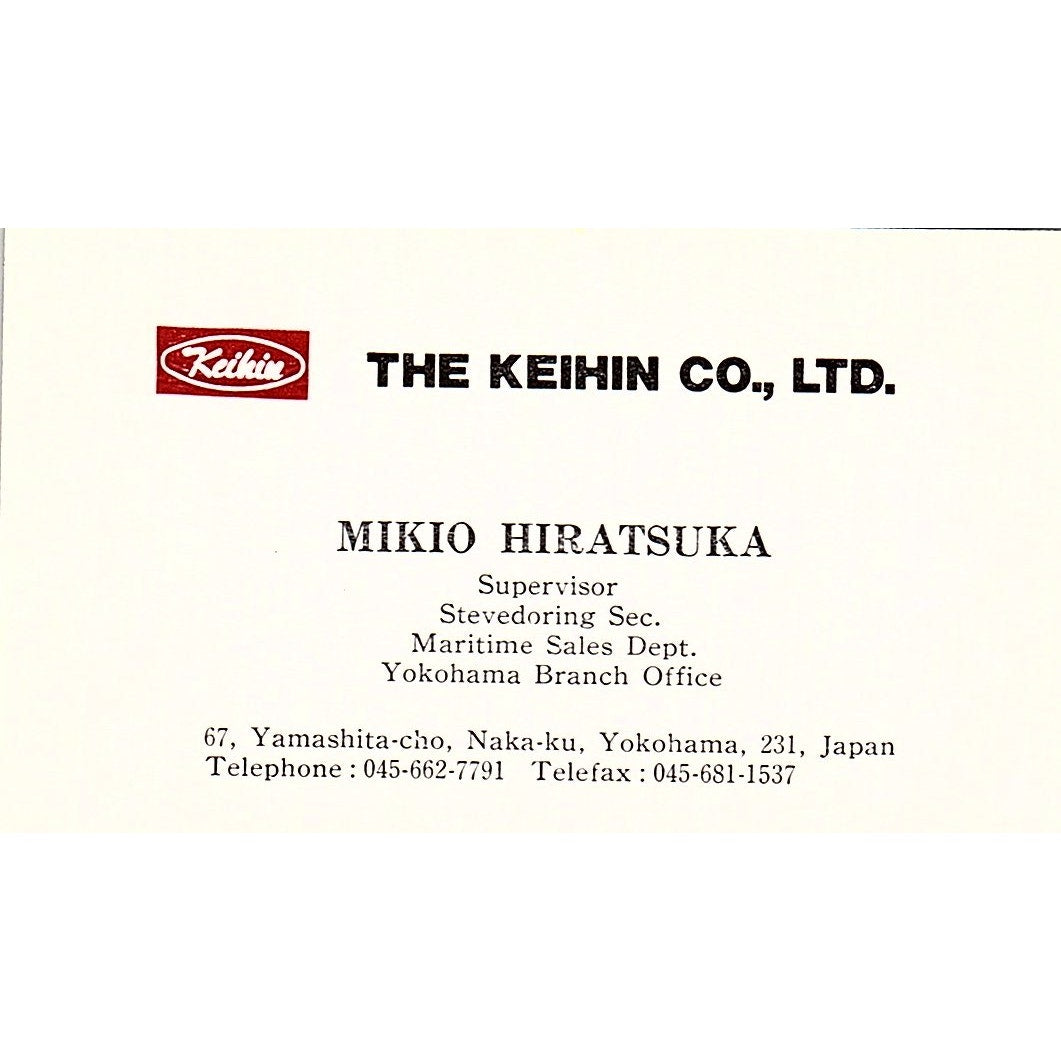 Keihin THE KEIHIN CO., LTD.
MIKIO HIRATSUKA
Supervisor
Stevedoring Sec.
Maritime Sales Dept.
Yokohama Branch Office
67, Yamashita-cho, Naka-ku, Yokohama, 231, Japan
Telephone : 045-662-7791 Telefax : 045-681-1537